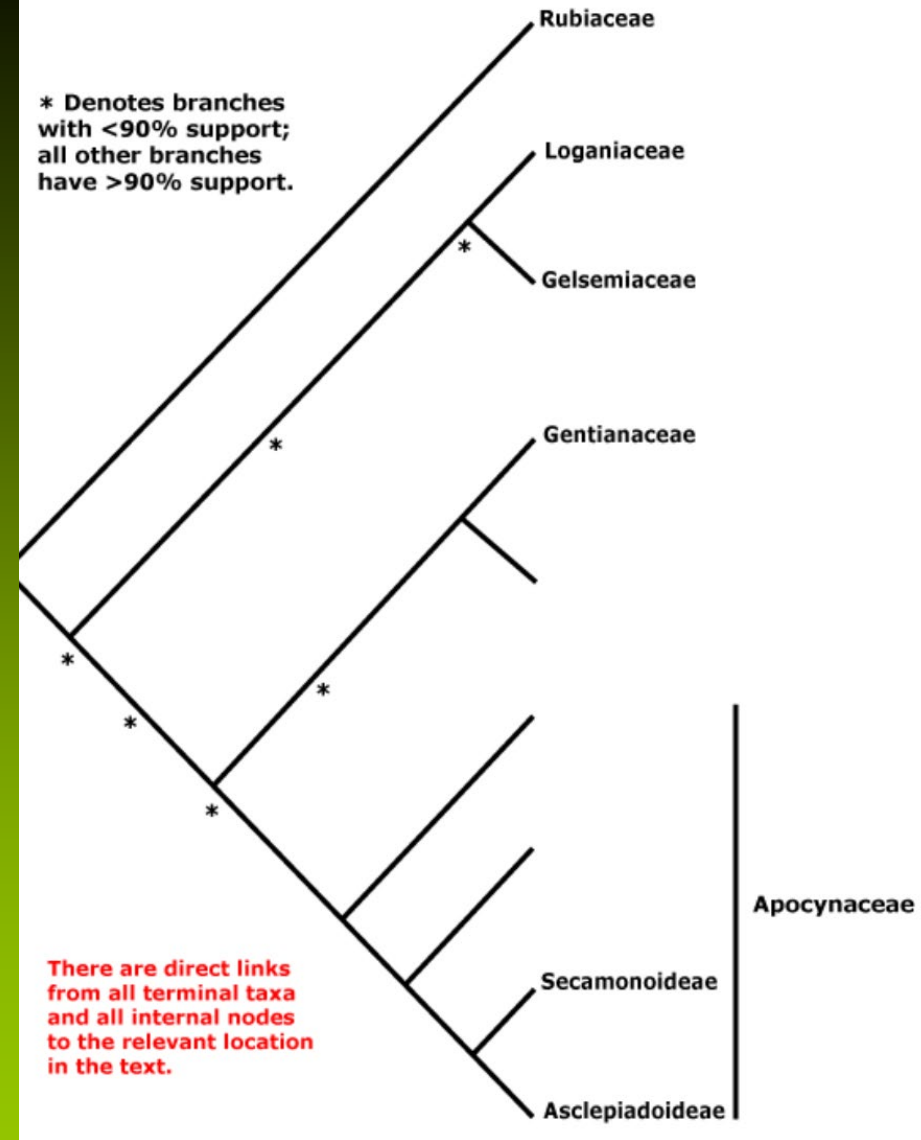 Rubiaceae
* Denotes branches
with <90% support;
all other branches
have >90% support.
Loganiaceae
*
Gelsemiaceae
*
Gentianaceae
*
*
*
*
Apocynaceae
There are direct links
from all terminal taxa
and all internal nodes
to the relevant location
in the text.
Secamonoideae
Asclepiadoideae